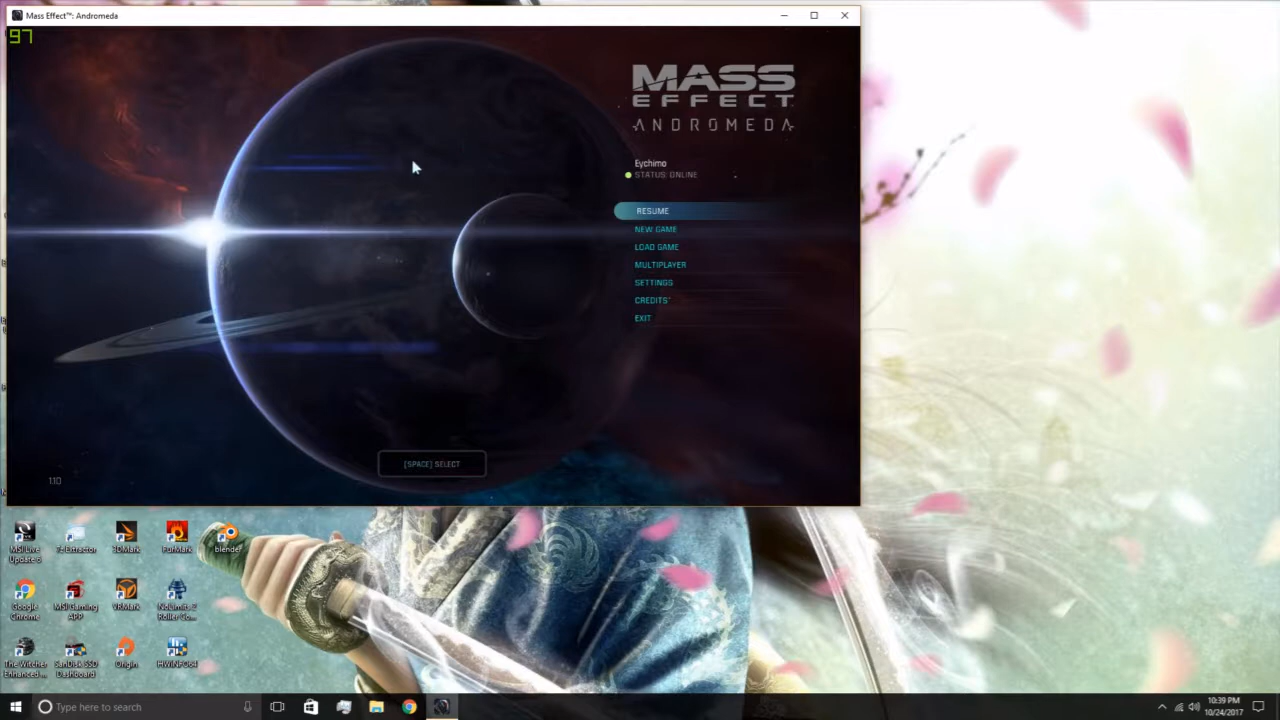 Mass Effect™: Andromeda
97
MASS
EFFECT
ANDROMEDA
Eychimo
STATUS: ONLINE
RESUME
NEW GAME
LOAD GAME
MULTIPLAYER
SETTINGS
CREDITS
EXIT
[SPACE] SELECT
1.10
MSI Live
Update 6
7z Extractor
3DMark
FurMark
blender
Google
Chrome
MSI Gaming
APP
VRMark
NoLimits 2
Roller Co...
The Witcher
Enhanced...
SanDisk SSD
Dashboard
Origin
HWiNFO64
Type here to search
10:39 PM
10/24/2017